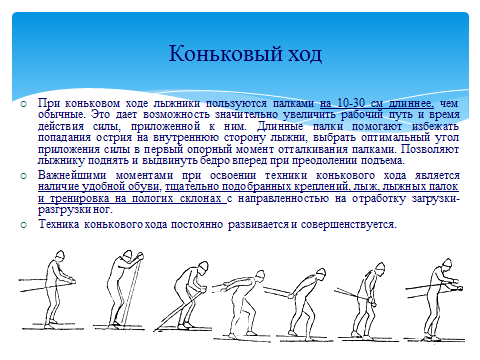 Коньковый ход
При коньковом ходе лыжники пользуются палками на 10-30 см длиннее, чем
обычные. Это дает возможность значительно увеличить рабочий путь и время
действия силы, приложенной к ним. Длинные палки помогают избежать
попадания острия на внутреннюю сторону лыжни, выбрать оптимальный угол
приложения силы в первый опорный момент отталкивания палками. Позволяют
лыжнику поднять и выдвинуть бедро вперед при преодолении подъема.
Важнейшими моментами при освоении техники конькового хода является
наличие удобной обуви, тщательно подобранных креплений, лыж, лыжных палок
и тренировка на пологих склонах с направленностью на отработку загрузки-
разгрузки ног.
Техника конькового хода постоянно развивается и совершенствуется.